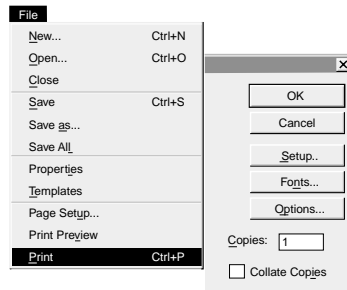 File
New... Ctrl+N
Open... Ctrl+O
Close
Save Ctrl+S
Save as...
Save All
Properties
Templates
Page Setup...
Print Preview
Print Ctrl+P
X
OK
Cancel
Setup..
Fonts...
Options...
Copies: 1
Collate Copies